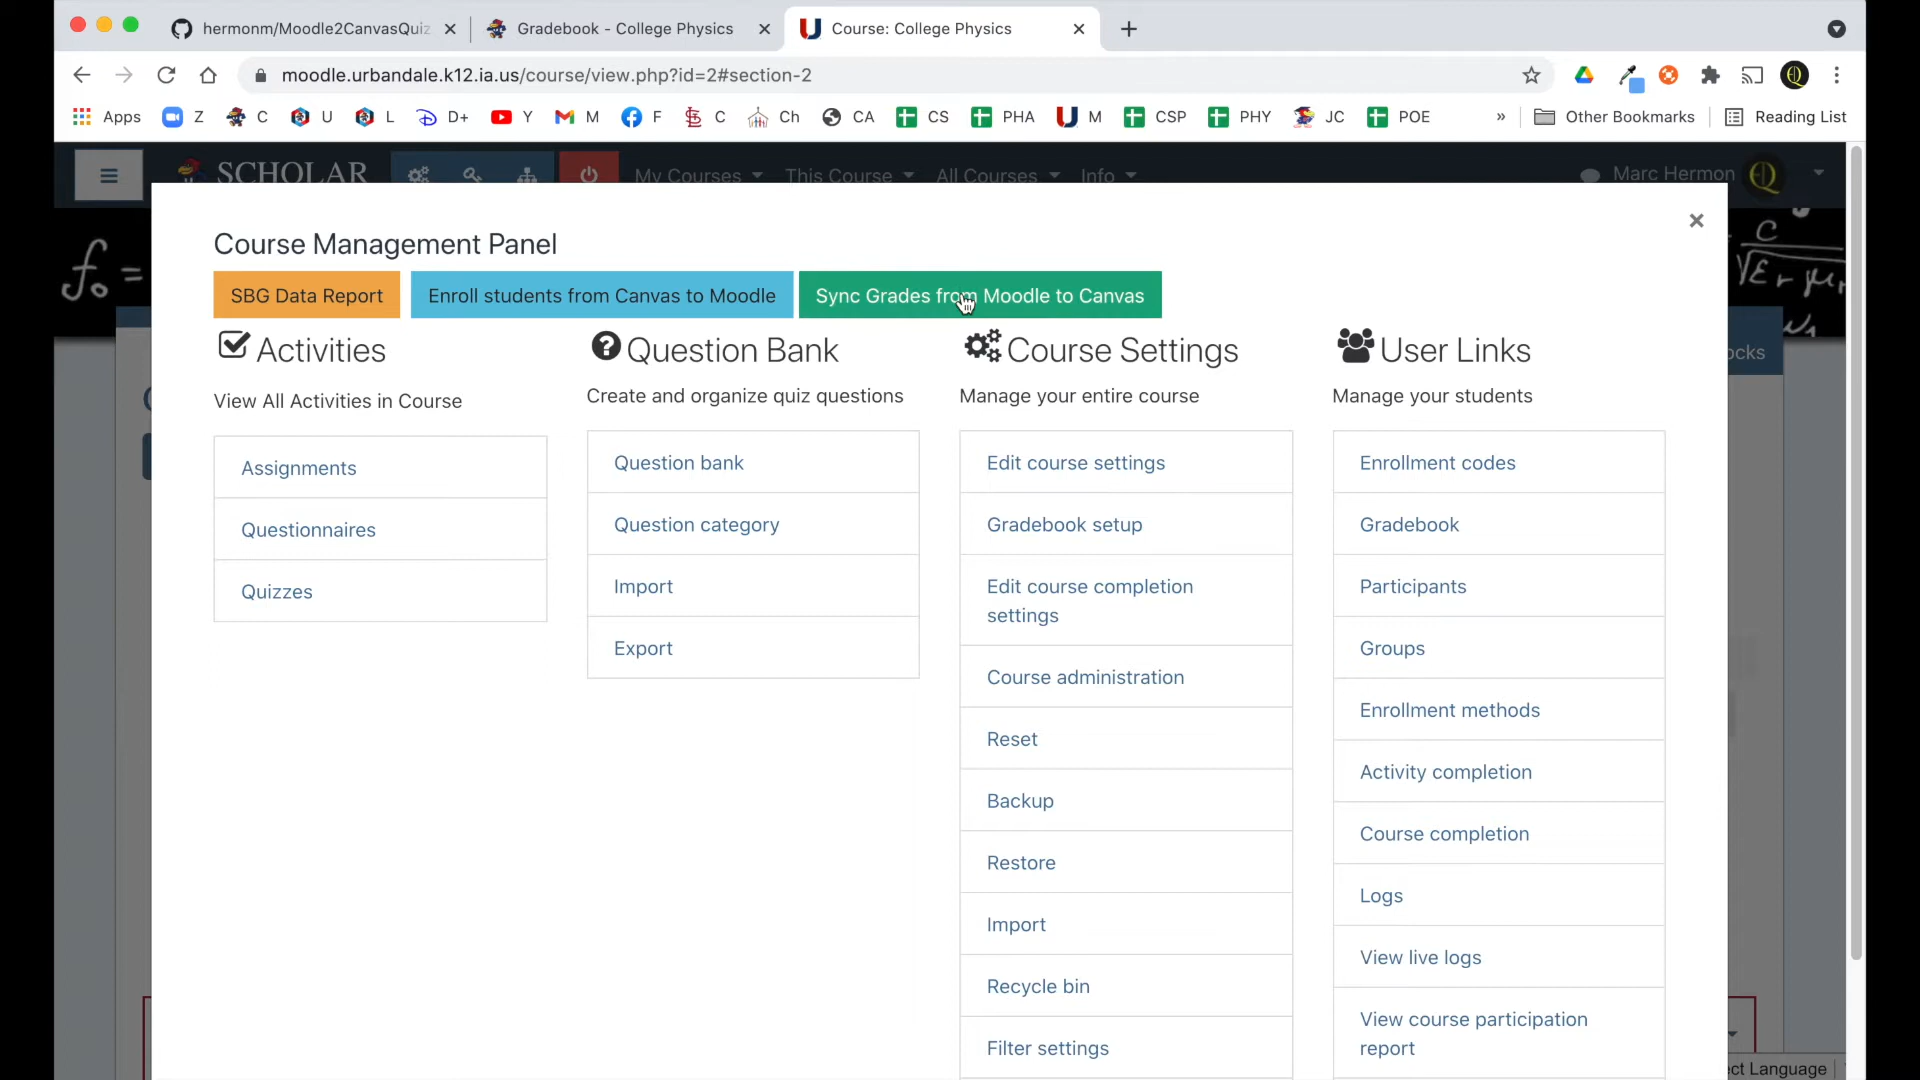 hermonm/Moodle2CanvasQuiz
Gradebook - College Physics
Course: College Physics
moodle.urbandale.k12.ia.us/course/view.php?id=2#section-2
Apps Z C U L D+ Y M F C Ch CA CS PHA M CSP PHY JC POE » Other Bookmarks Reading List
SCHOLAR My Courses This Course All Courses Info Marc Hermon
Course Management Panel
SBG Data Report
Enroll students from Canvas to Moodle
Sync Grades from Moodle to Canvas
Activities
View All Activities in Course
Assignments
Questionnaires
Quizzes
Question Bank
Create and organize quiz questions
Question bank
Question category
Import
Export
Course Settings
Manage your entire course
Edit course settings
Gradebook setup
Edit course completion
settings
Course administration
Reset
Backup
Restore
Import
Recycle bin
Filter settings
User Links
Manage your students
Enrollment codes
Gradebook
Participants
Groups
Enrollment methods
Activity completion
Course completion
Logs
View live logs
View course participation
report
f₀ =
ocks
ct Language